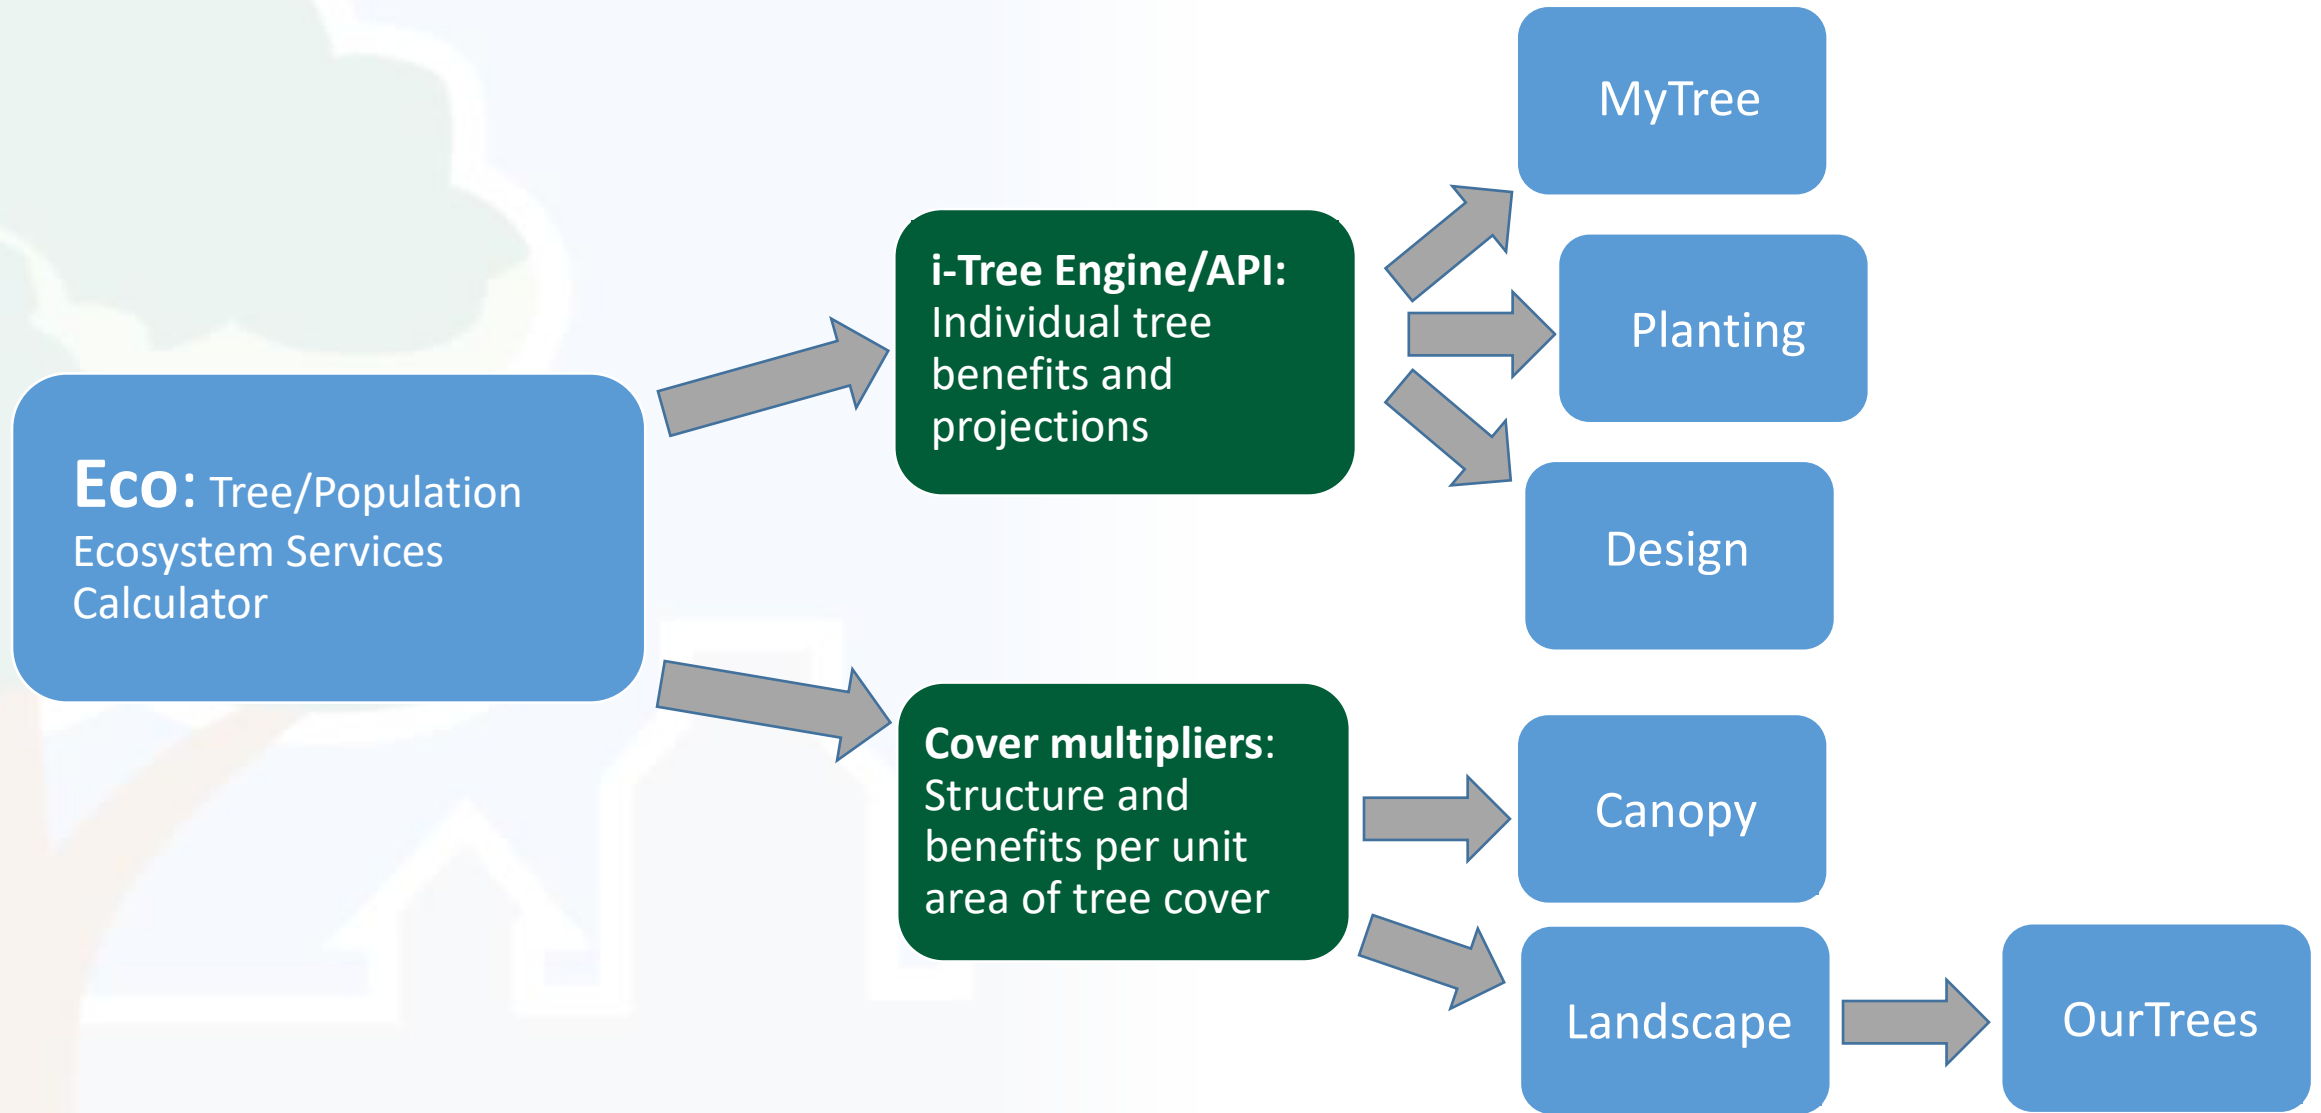 Eco: Tree/Population
Ecosystem Services
Calculator
i-Tree Engine/API:
Individual tree
benefits and
projections
MyTree
Planting
Design
Cover multipliers:
Structure and
benefits per unit
area of tree cover
Canopy
Landscape
OurTrees